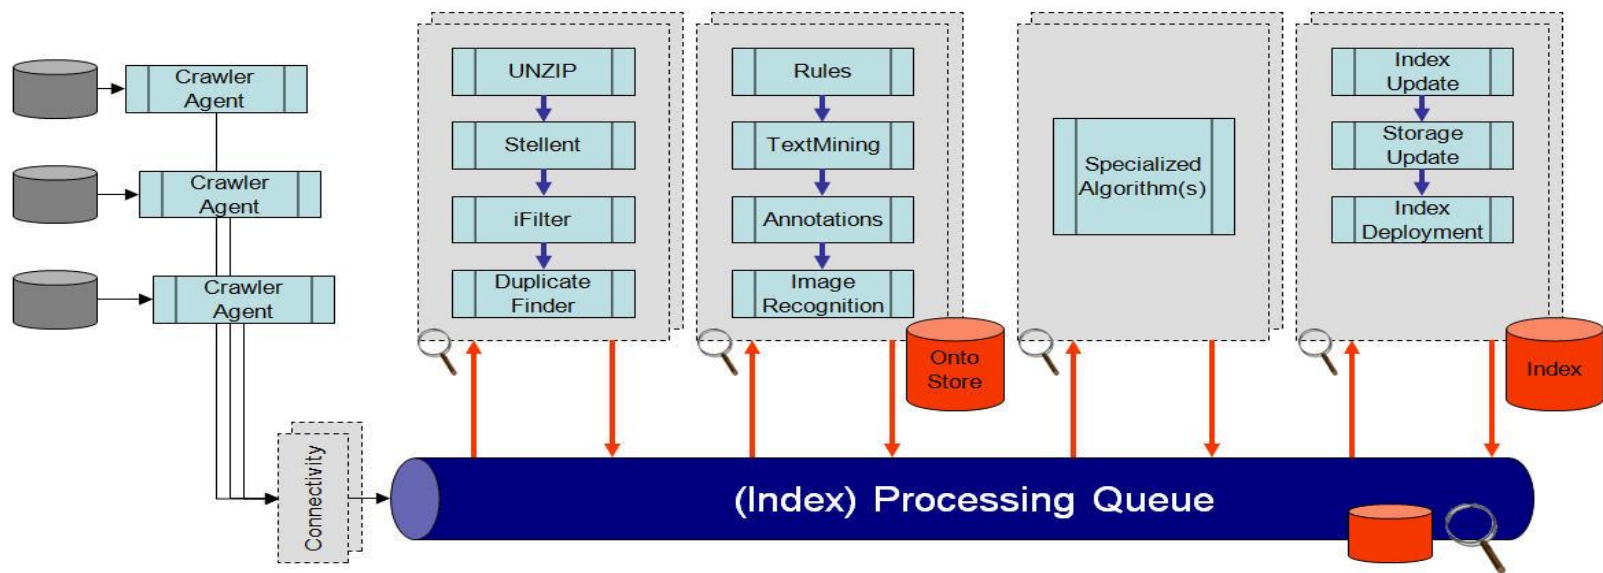 Crawler
Agent
Crawler
Agent
Crawler
Agent
Connectivity
UNZIP
Stellent
iFilter
Duplicate
Finder
Rules
TextMining
Annotations
Image
Recognition
Onto
Store
Specialized
Algorithm(s)
Index
Update
Storage
Update
Index
Deployment
Index
(Index) Processing Queue